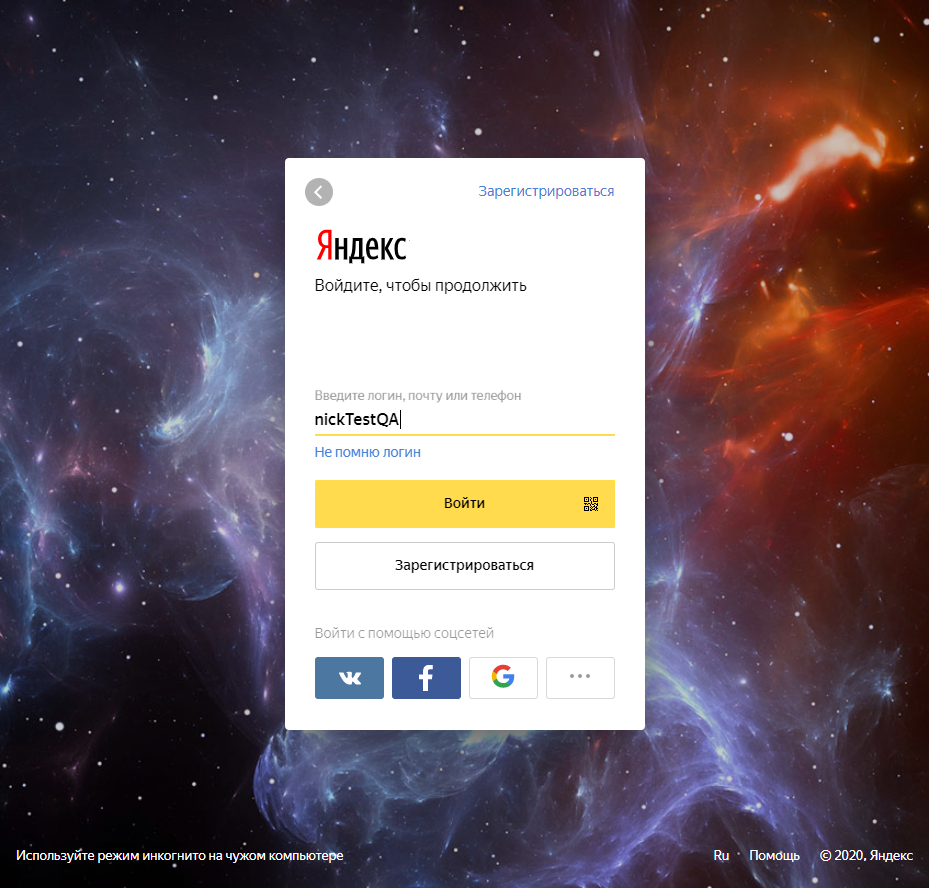 Зарегистрироваться
Яндекс
Войдите, чтобы продолжить
Введите логин, почту или телефон
nickTestQA
Не помню логин
Войти
Зарегистрироваться
Войти с помощью соцсетей
Используйте режим инкогнито на чужом компьютере
Ru · Помощь © 2020, Яндекс